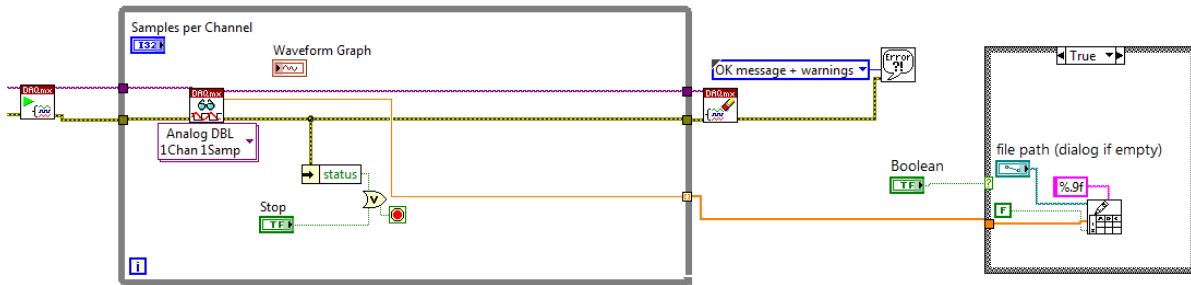 Samples per Channel
I32
Waveform Graph
DAQmx
DAQmx
Analog DBL
1Chan 1Samp
status
Stop
TF
i
OK message + warnings
Error
?!
DAQmx
True
Boolean
TF
?
file path (dialog if empty)
%.9f
F